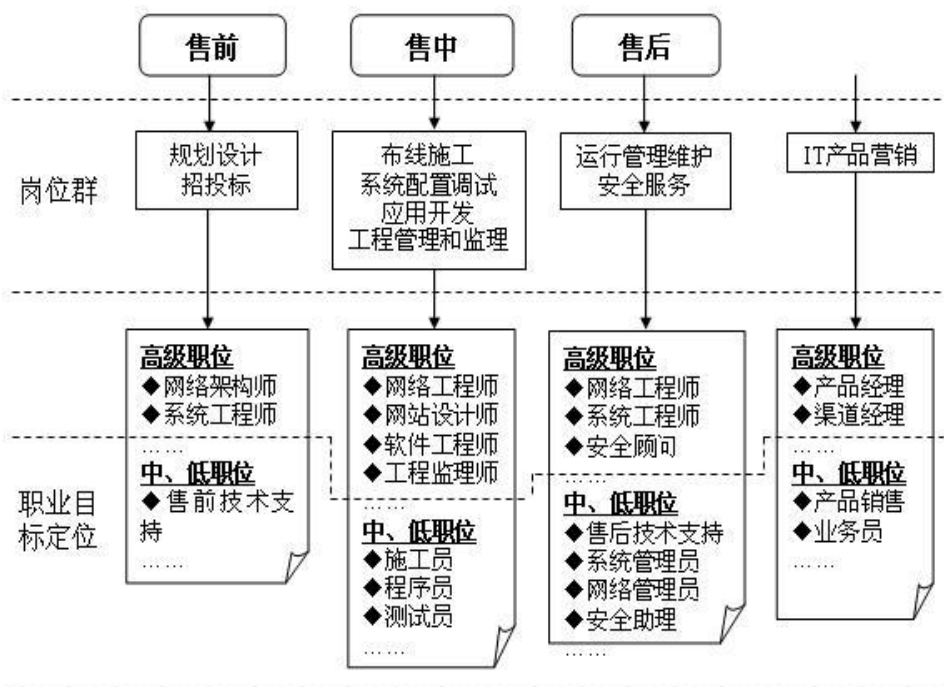 售前
售中
售后
岗位群
规划设计
招投标
布线施工
系统配置调试
应用开发
工程管理和监理
运行管理维护
安全服务
IT产品营销
职业目
标定位
高级职位
◆网络架构师
◆系统工程师
……
中、低职位
◆售前技术支
持
……
高级职位
◆网络工程师
◆网站设计师
◆软件工程师
◆工程监理师
……
中、低职位
◆施工员
◆程序员
◆测试员
……
高级职位
◆网络工程师
◆系统工程师
◆安全顾问
……
中、低职位
◆售后技术支持
◆系统管理员
◆网络管理员
◆安全助理
……
高级职位
◆产品经理
◆渠道经理
……
中、低职位
◆产品销售
◆业务员
……